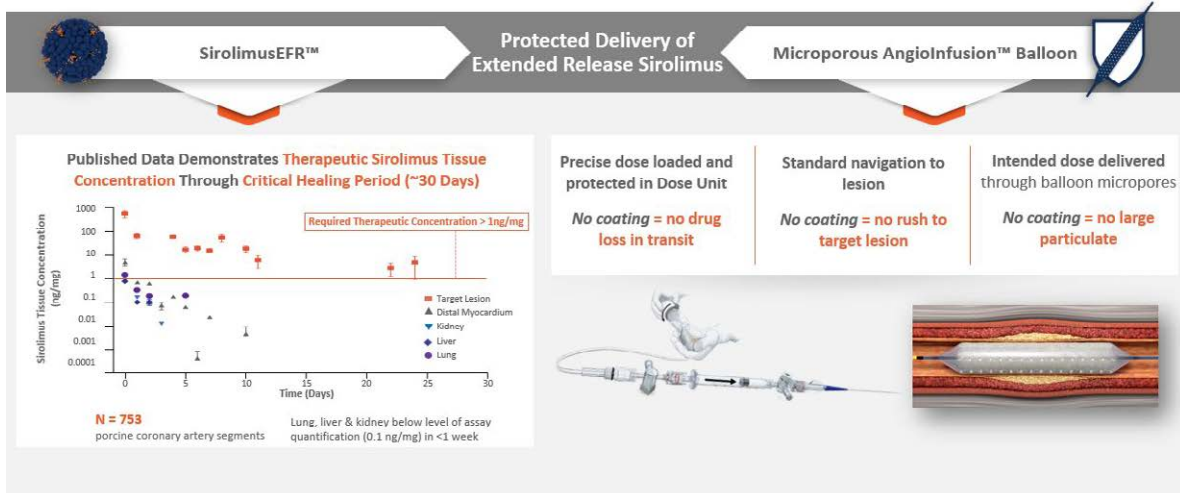 SirolimusEFR™
Protected Delivery of
Extended Release Sirolimus
Microporous AngioInfusion™ Balloon
Published Data Demonstrates Therapeutic Sirolimus Tissue
Concentration Through Critical Healing Period (~30 Days)
Sirolimus Tissue Concentration
(ng/mg)
1000
100
10
1
0.1
0.01
0.001
0.0001
Required Therapeutic Concentration > 1ng/mg
Target Lesion
Distal Myocardium
Kidney
Liver
Lung
0
5
10
15
20
25
30
Time (Days)
N = 753
porcine coronary artery segments
Lung, liver & kidney below level of assay
quantification (0.1 ng/mg) in <1 week
Precise dose loaded and
protected in Dose Unit
No coating = no drug
loss in transit
Standard navigation to
lesion
No coating = no rush to
target lesion
Intended dose delivered
through balloon micropores
No coating = no large
particulate